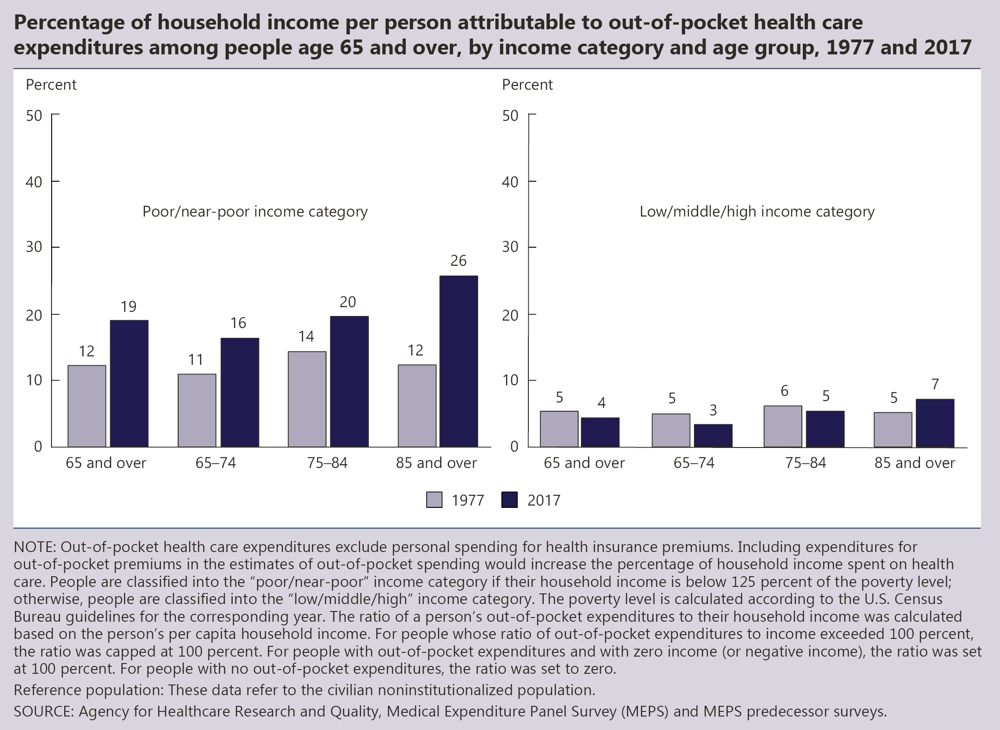 Percentage of household income per person attributable to out-of-pocket health care
expenditures among people age 65 and over, by income category and age group, 1977 and 2017
Percent
50
40
30
20
10
0
Poor/near-poor income category
12
19
11
16
14
20
12
26
65 and over
65–74
75–84
85 and over
Percent
50
40
30
20
10
0
Low/middle/high income category
5
4
5
3
6
5
5
7
65 and over
65–74
75–84
85 and over
1977
2017
NOTE: Out-of-pocket health care expenditures exclude personal spending for health insurance premiums. Including expenditures for
out-of-pocket premiums in the estimates of out-of-pocket spending would increase the percentage of household income spent on health
care. People are classified into the “poor/near-poor” income category if their household income is below 125 percent of the poverty level;
otherwise, people are classified into the “low/middle/high” income category. The poverty level is calculated according to the U.S. Census
Bureau guidelines for the corresponding year. The ratio of a person’s out-of-pocket expenditures to their household income was calculated
based on the person’s per capita household income. For people whose ratio of out-of-pocket expenditures to income exceeded 100 percent,
the ratio was capped at 100 percent. For people with out-of-pocket expenditures and with zero income (or negative income), the ratio was set
at 100 percent. For people with no out-of-pocket expenditures, the ratio was set to zero.
Reference population: These data refer to the civilian noninstitutionalized population.
SOURCE: Agency for Healthcare Research and Quality, Medical Expenditure Panel Survey (MEPS) and MEPS predecessor surveys.